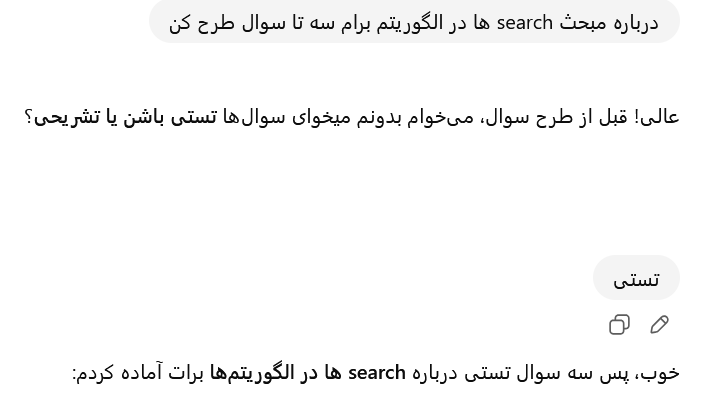 درباره مبحث search ها در الگوریتم برام سه تا سوال طرح کن
عالی! قبل از طرح سوال، می‌خوام بدونم میخوای سوال‌ها تستی باشن یا تشریحی؟
تستی
خوب، پس سه سوال تستی درباره search ها در الگوریتم‌ها برات آماده کردم: